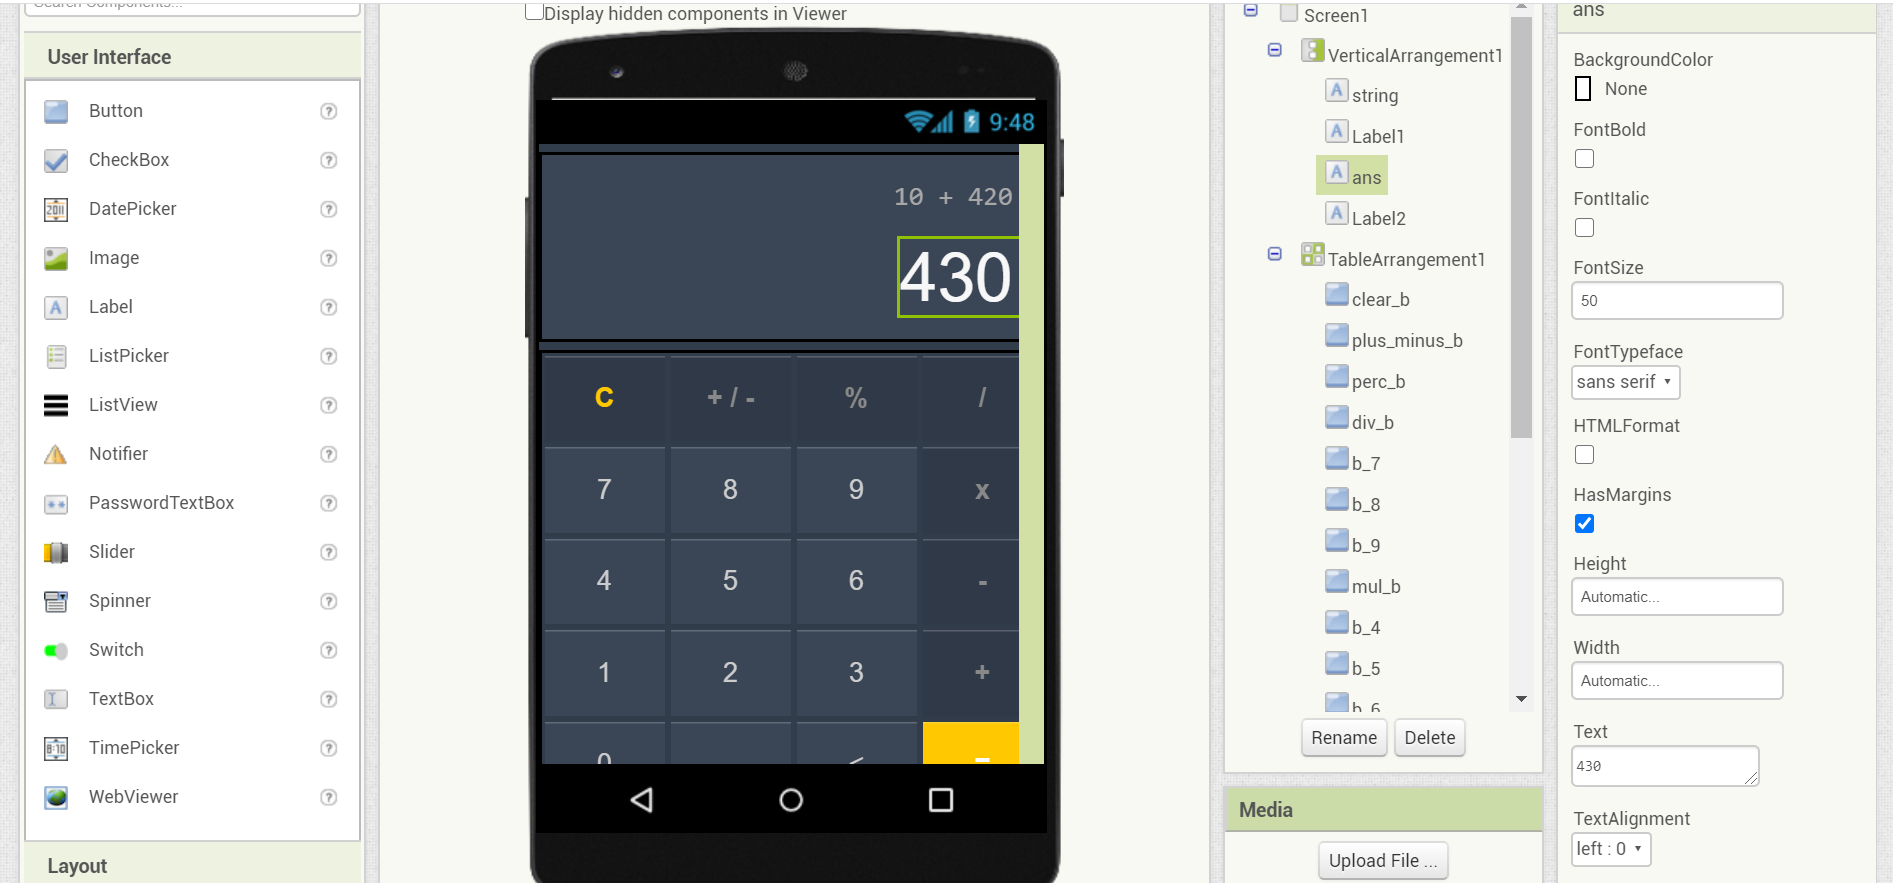 Search Components...
User Interface
Button
CheckBox
DatePicker
Image
Label
ListPicker
ListView
Notifier
PasswordTextBox
Slider
Spinner
Switch
TextBox
TimePicker
WebViewer
Layout
Display hidden components in Viewer
9:48
10 + 420
430
C + / - % /
7 8 9 x
4 5 6 -
1 2 3 +
0 . < =
Screen1
VerticalArrangement1
string
Label1
ans
Label2
TableArrangement1
clear_b
plus_minus_b
perc_b
div_b
b_7
b_8
b_9
mul_b
b_4
b_5
b_6
Rename Delete
Media
Upload File ...
ans
BackgroundColor
None
FontBold
FontItalic
FontSize
50
FontTypeface
sans serif
HTMLFormat
HasMargins
Height
Automatic...
Width
Automatic...
Text
430
TextAlignment
left : 0